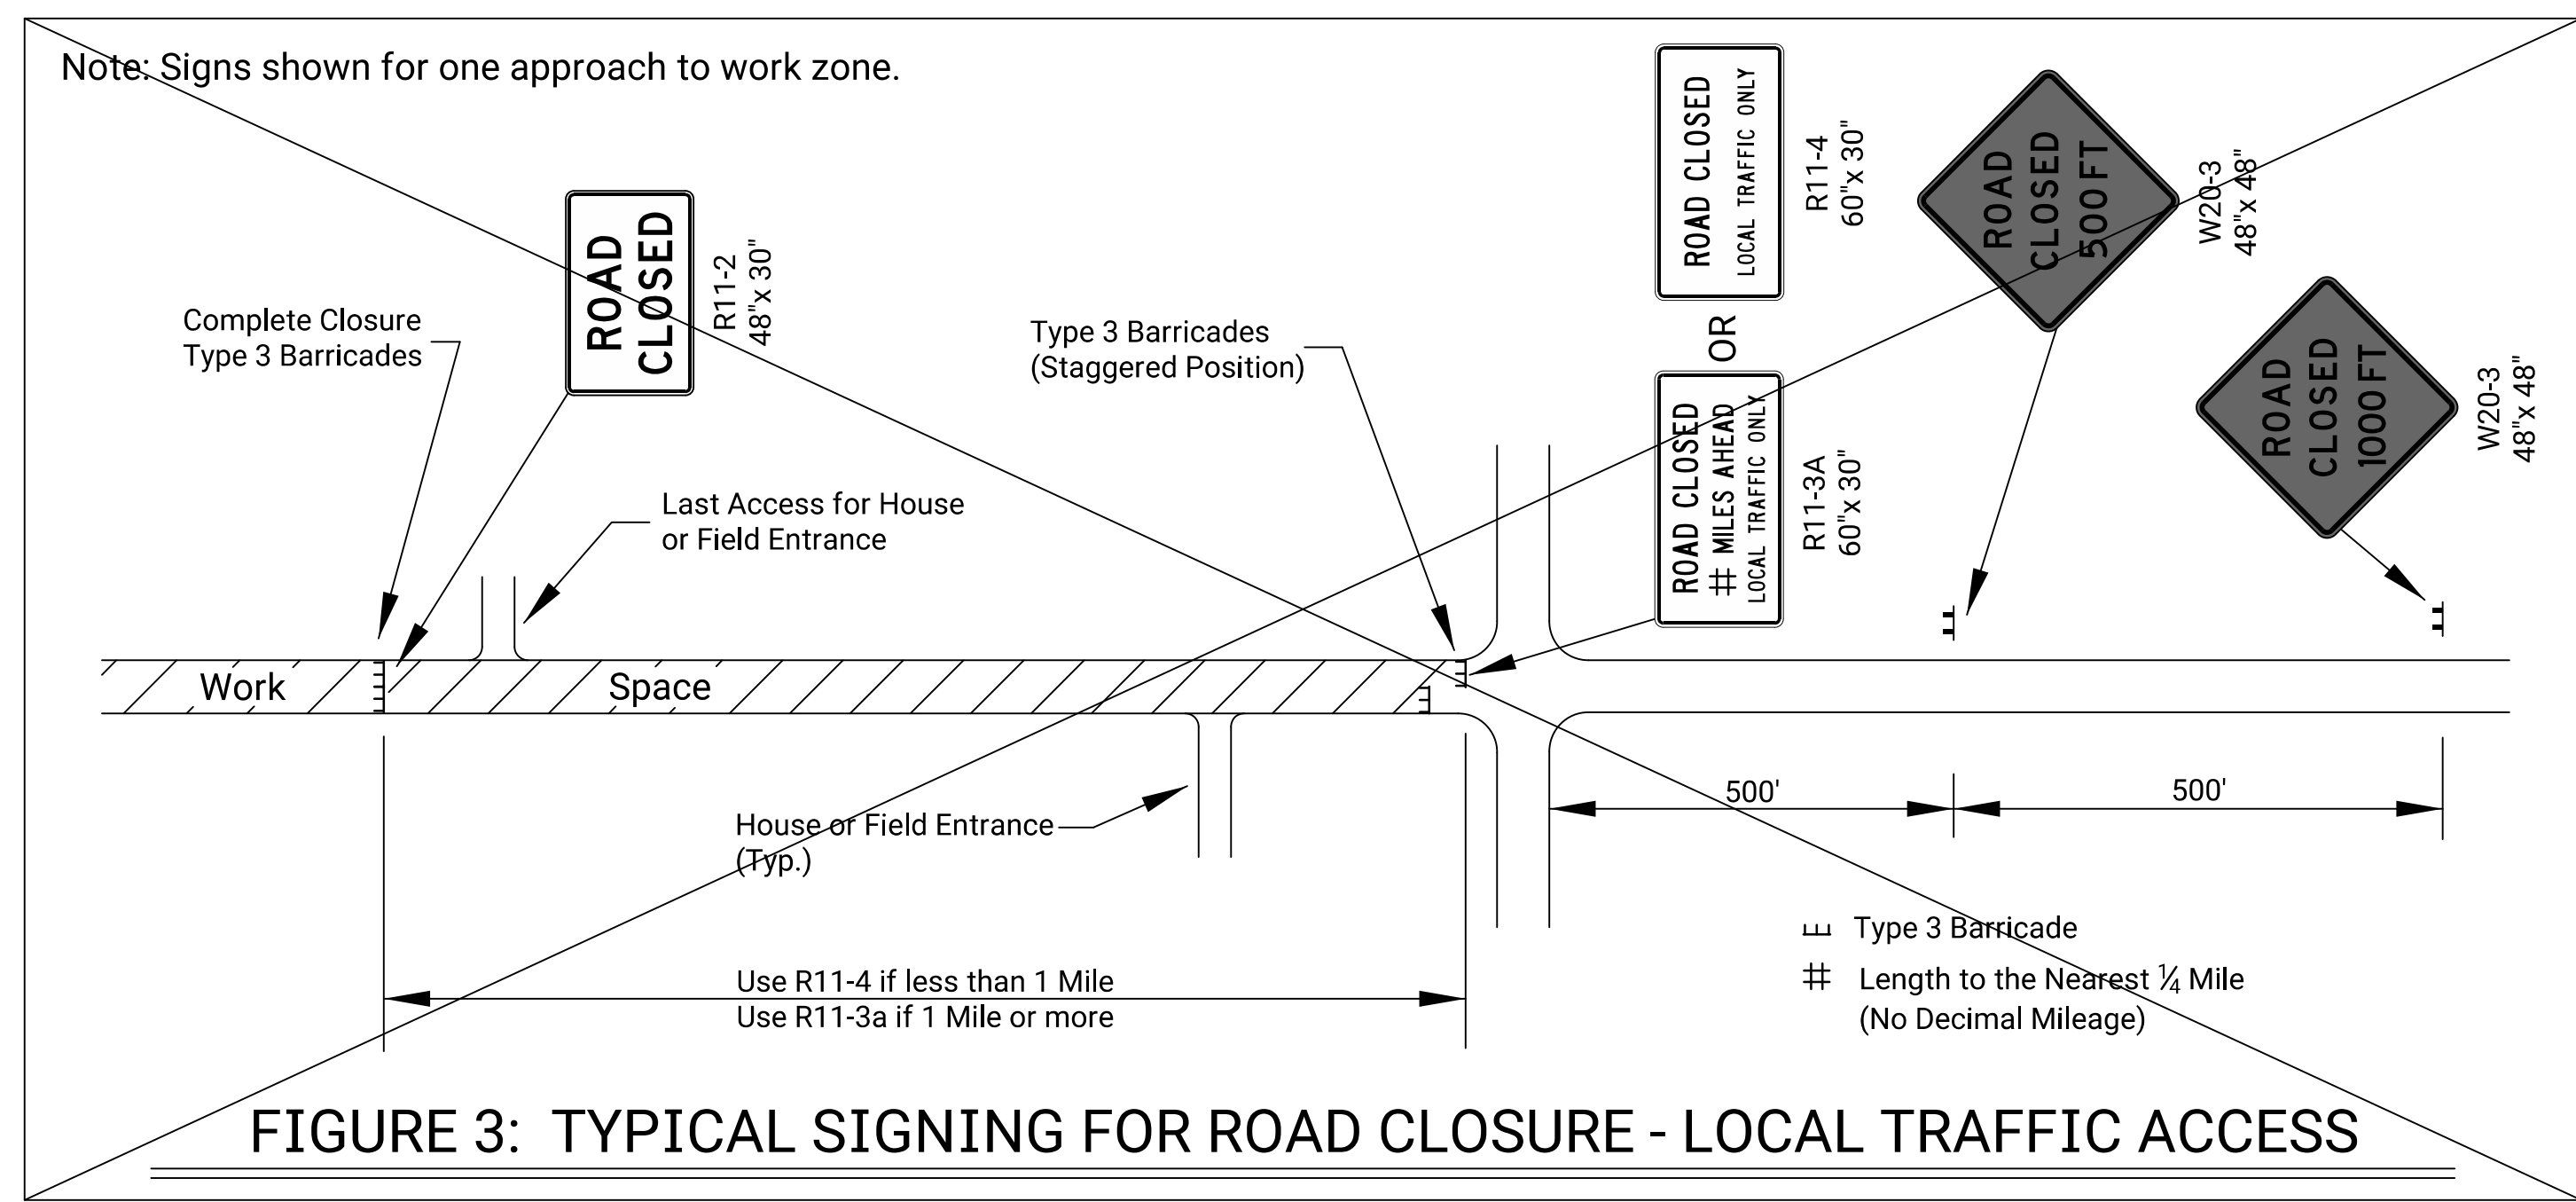 Note: Signs shown for one approach to work zone.
ROAD
CLOSED
R11-2
48"x 30"
Complete Closure
Type 3 Barricades
Last Access for House
or Field Entrance
Type 3 Barricades
(Staggered Position)
ROAD CLOSED
LOCAL TRAFFIC ONLY
R11-4
60"x 30"
OR
ROAD CLOSED
# MILES AHEAD
LOCAL TRAFFIC ONLY
R11-3A
60"x 30"
ROAD
CLOSED
500FT
W20-3
48"x 48"
ROAD
CLOSED
1000FT
W20-3
48"x 48"
Work
Space
House or Field Entrance
(Typ.)
500'
500'
Use R11-4 if less than 1 Mile
Use R11-3a if 1 Mile or more
Type 3 Barricade
# Length to the Nearest ¼ Mile
(No Decimal Mileage)
FIGURE 3: TYPICAL SIGNING FOR ROAD CLOSURE - LOCAL TRAFFIC ACCESS